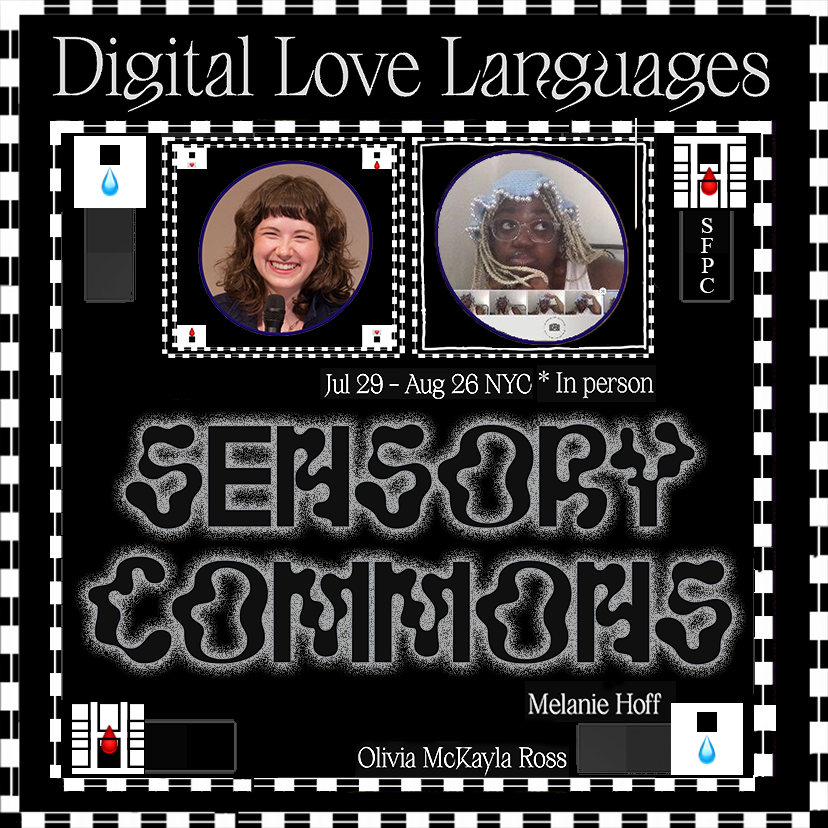 Digital Love Languages
SFPC
Jul 29 - Aug 26 NYC * In person
SENSORY
COMMONS
Melanie Hoff
Olivia McKayla Ross